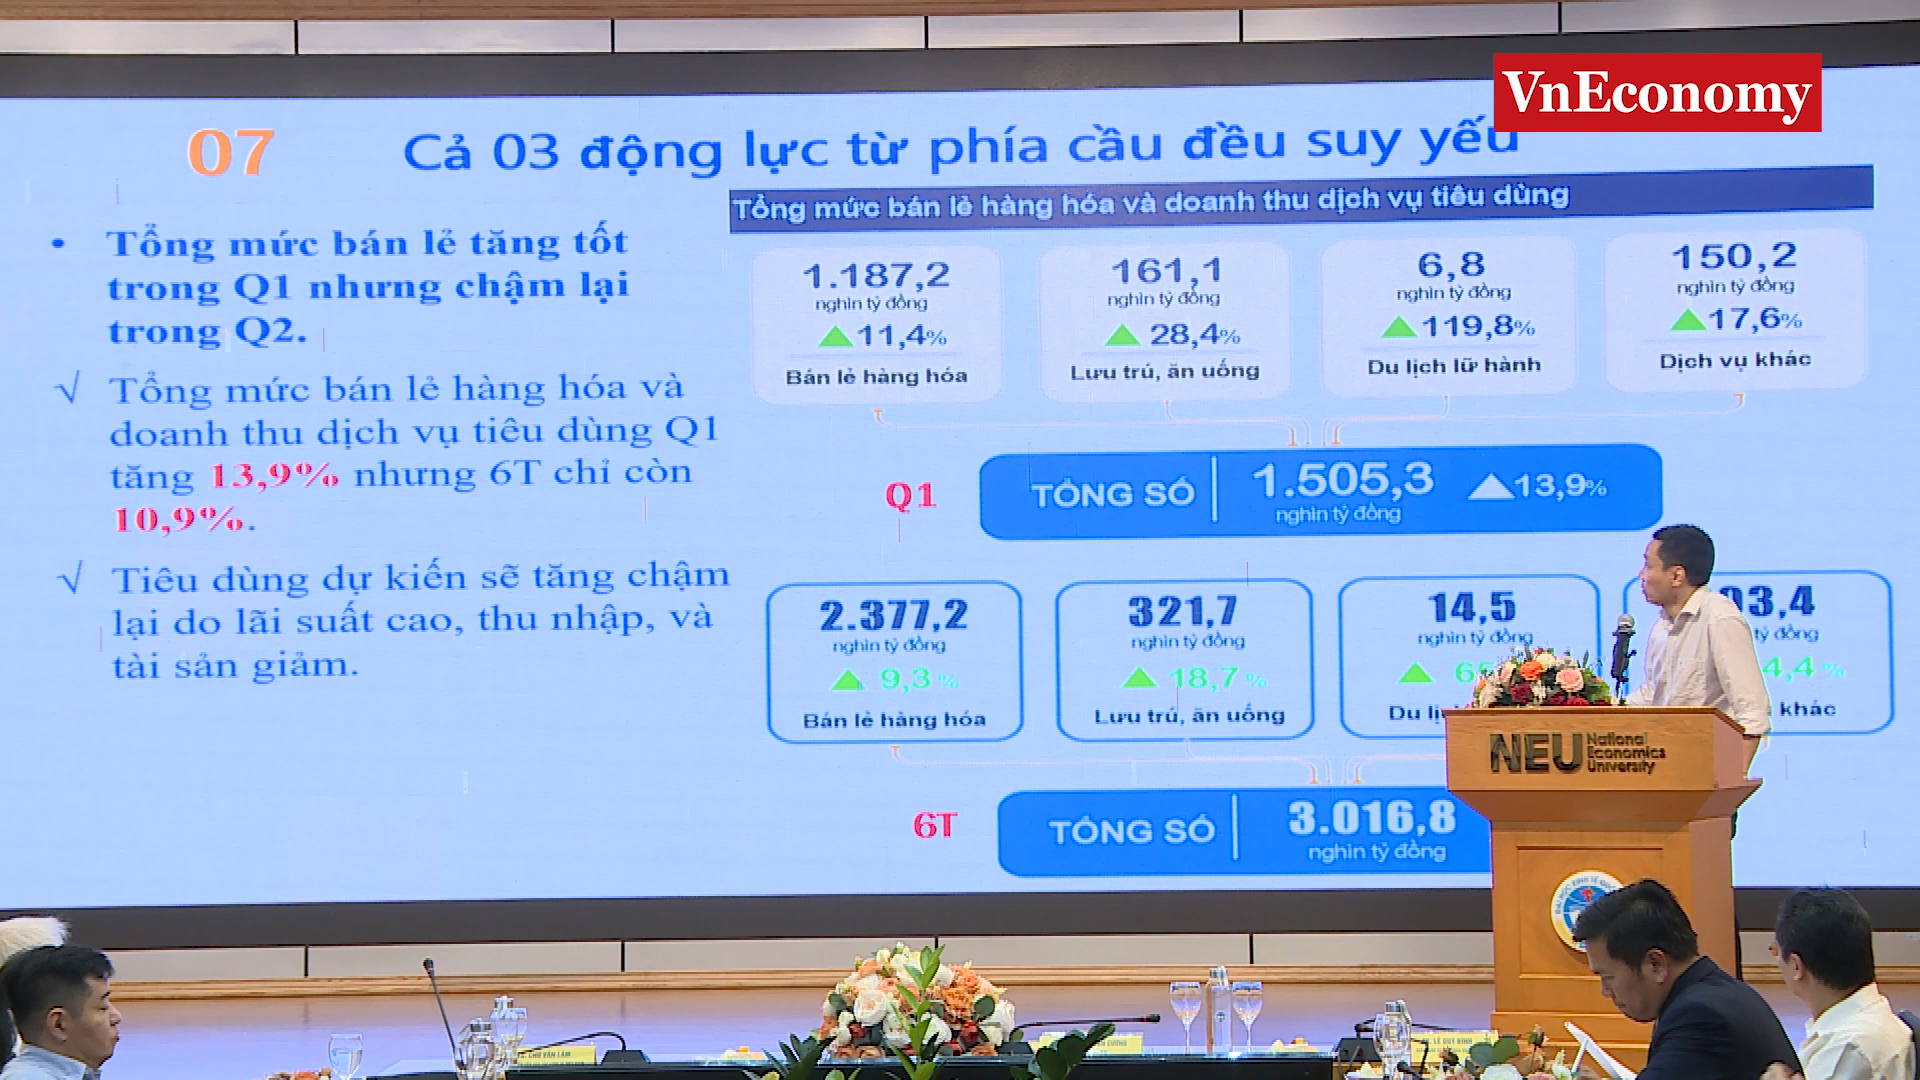 VnEconomy
07
Cả 03 động lực từ phía cầu đều suy yếu
Tổng mức bán lẻ hàng hóa và doanh thu dịch vụ tiêu dùng
• Tổng mức bán lẻ tăng tốt
trong Q1 nhưng chậm lại
trong Q2.
√ Tổng mức bán lẻ hàng hóa và
doanh thu dịch vụ tiêu dùng Q1
tăng 13,9% nhưng 6T chỉ còn
10,9%.
√ Tiêu dùng dự kiến sẽ tăng chậm
lại do lãi suất cao, thu nhập, và
tài sản giảm.
1.187,2
nghìn tỷ đồng
11,4%
Bán lẻ hàng hóa
161,1
nghìn tỷ đồng
28,4%
Lưu trú, ăn uống
6,8
nghìn tỷ đồng
119,8%
Du lịch lữ hành
150,2
nghìn tỷ đồng
17,6%
Dịch vụ khác
Q1
TỔNG SỐ
1.505,3
nghìn tỷ đồng
13,9%
2.377,2
nghìn tỷ đồng
9,3%
Bán lẻ hàng hóa
321,7
nghìn tỷ đồng
18,7%
Lưu trú, ăn uống
14,5
nghìn tỷ đồng
Du
3,4
tỷ đồng
4,4%
khác
6T
TỔNG SỐ
3.016,8
nghìn tỷ đồng
NEU
National
Economics
University